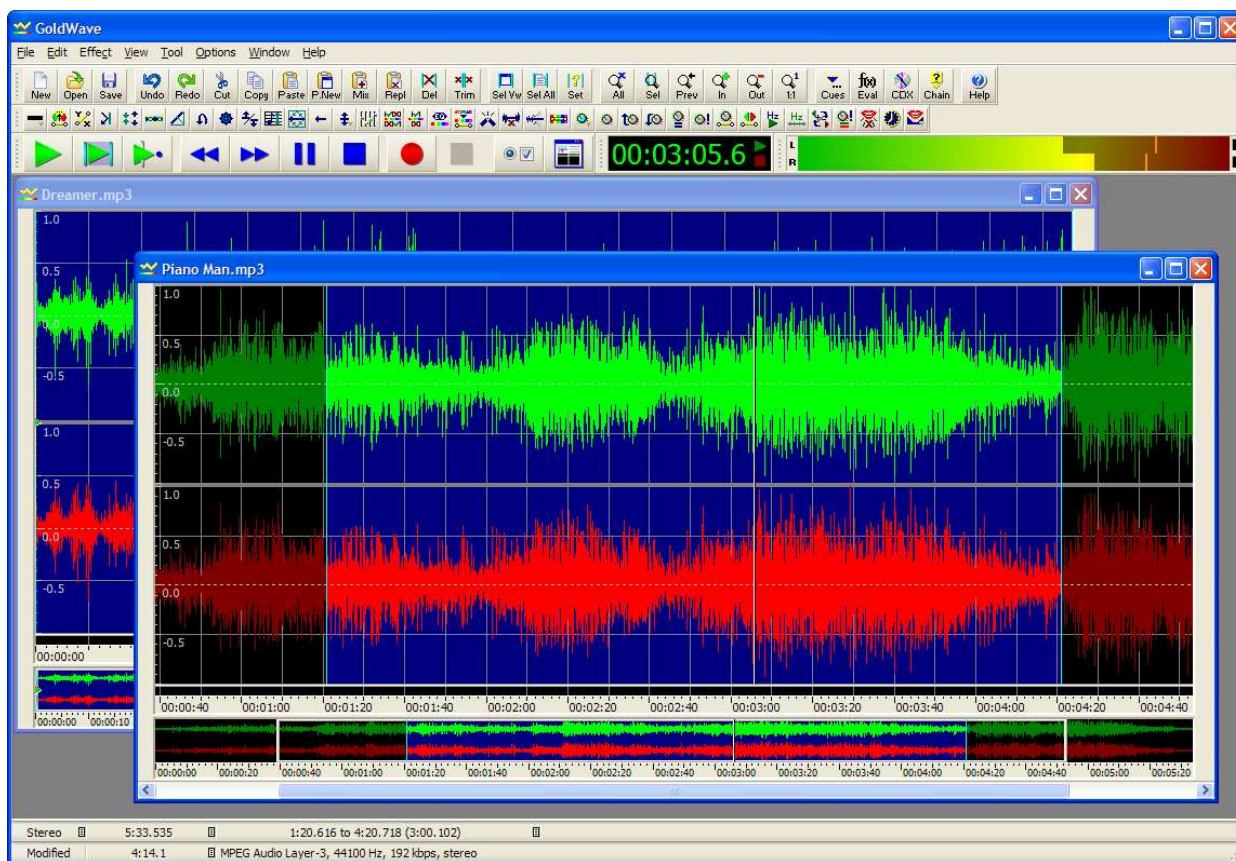 GoldWave
File Edit Effect View Tool Options Window Help
New Open Save Undo Redo Cut Copy Paste P.New Mix Repl Del Trim Sel Vw Sel All Set All Sel Prev In Out 1:1 Cues Eval CDX Chain Help
00:03:05.6
L
R
Dreamer.mp3
1.0
0.5
0.0
-0.5
1.0
0.5
0.0
-0.5
00:00:00
00:00:00 00:00:10
Piano Man.mp3
1.0
0.5
0.0
-0.5
1.0
0.5
0.0
-0.5
00:00:40 00:01:00 00:01:20 00:01:40 00:02:00 00:02:20 00:02:40 00:03:00 00:03:20 00:03:40 00:04:00 00:04:20 00:04:40
00:00:00 00:00:20 00:00:40 00:01:00 00:01:20 00:01:40 00:02:00 00:02:20 00:02:40 00:03:00 00:03:20 00:03:40 00:04:00 00:04:20 00:04:40 00:05:00 00:05:20
Stereo 5:33.535 1:20.616 to 4:20.718 (3:00.102)
Modified 4:14.1 MPEG Audio Layer-3, 44100 Hz, 192 kbps, stereo